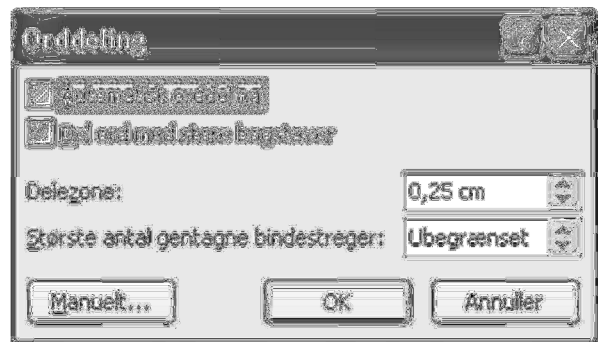 Orddeling
Automatisk orddeling
Del ord med store bogstaver
Delezone: 0,25 cm
Største antal gentagne bindestreger: Ubegrænset
Manuelt... OK Annuller